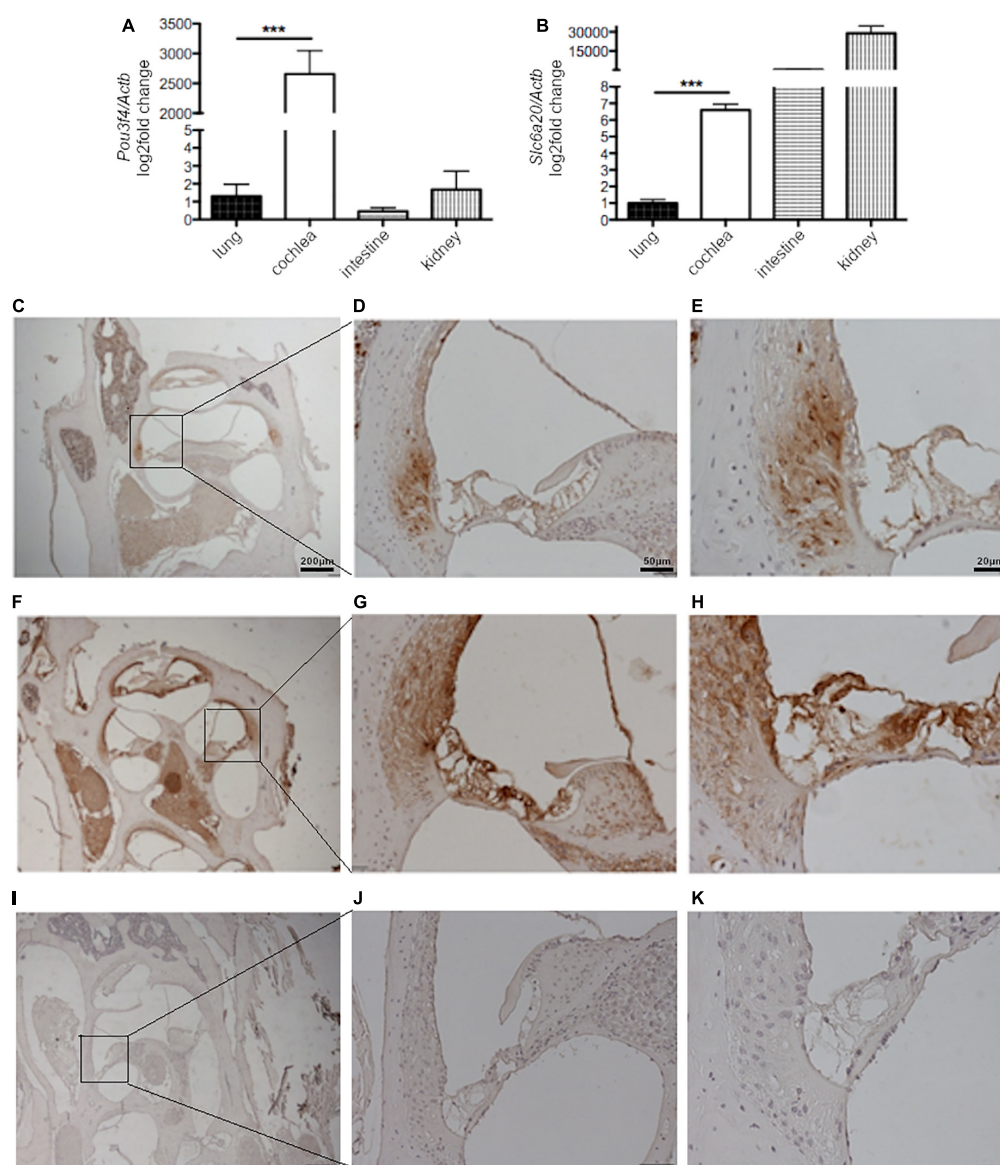 A
Pou3f4/Actb
log2fold change
3500
3000
2500
2000
5
4
3
2
1
0
***
lung
cochlea
intestine
kidney
B
Slc6a20/Actb
log2fold change
30000
15000
8
7
6
5
4
3
2
1
0
***
lung
cochlea
intestine
kidney
C
D
E
200μm
50μm
20μm
F
G
H
I
J
K